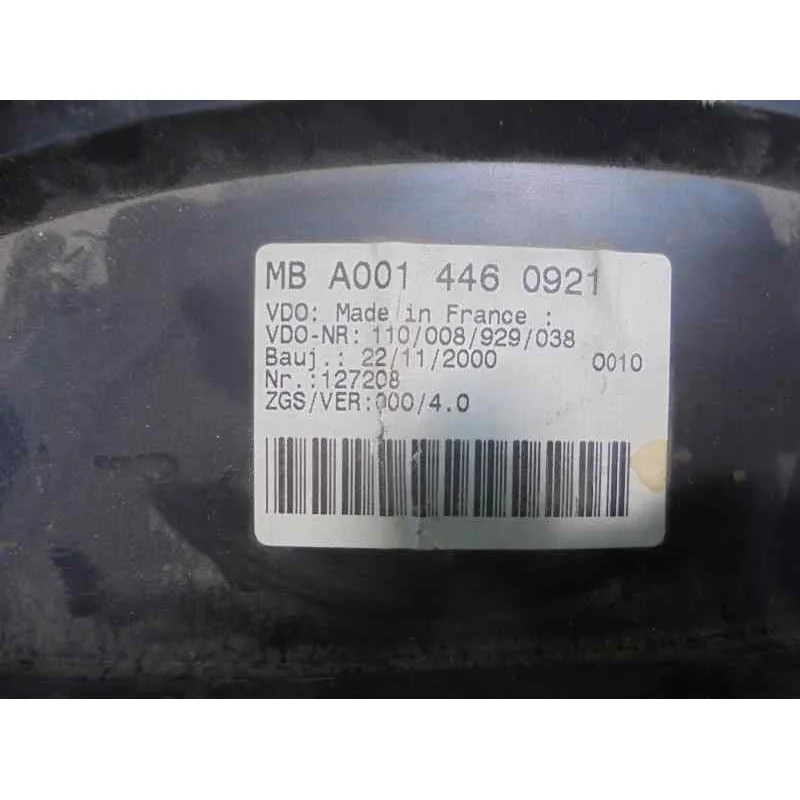 MB A001 446 0921
VDO: Made in France :
VDO-NR: 110/008/929/038
Bauj.: 22/11/2000 0010
Nr.:127208
ZGS/VER:000/4.0